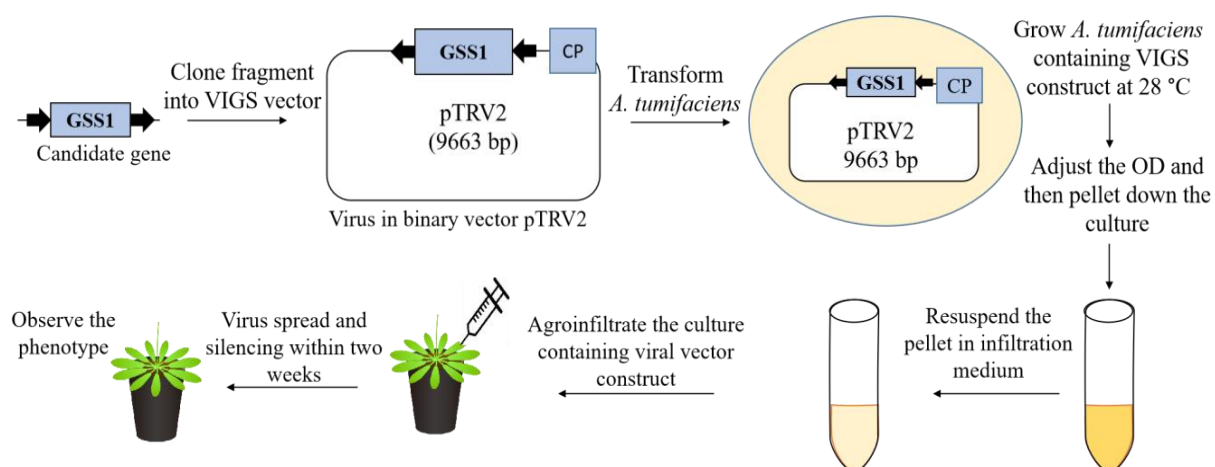 GSS1
Candidate gene
Clone fragment
into VIGS vector
GSS1
CP
pTRV2
(9663 bp)
Virus in binary vector pTRV2
Transform
A. tumifaciens
GSS1
CP
pTRV2
9663 bp
Grow A. tumifaciens
containing VIGS
construct at 28 °C
Adjust the OD and
then pellet down the
culture
Resuspend the
pellet in infiltration
medium
Agroinfiltrate the culture
containing viral vector
construct
Virus spread and
silencing within two
weeks
Observe the
phenotype